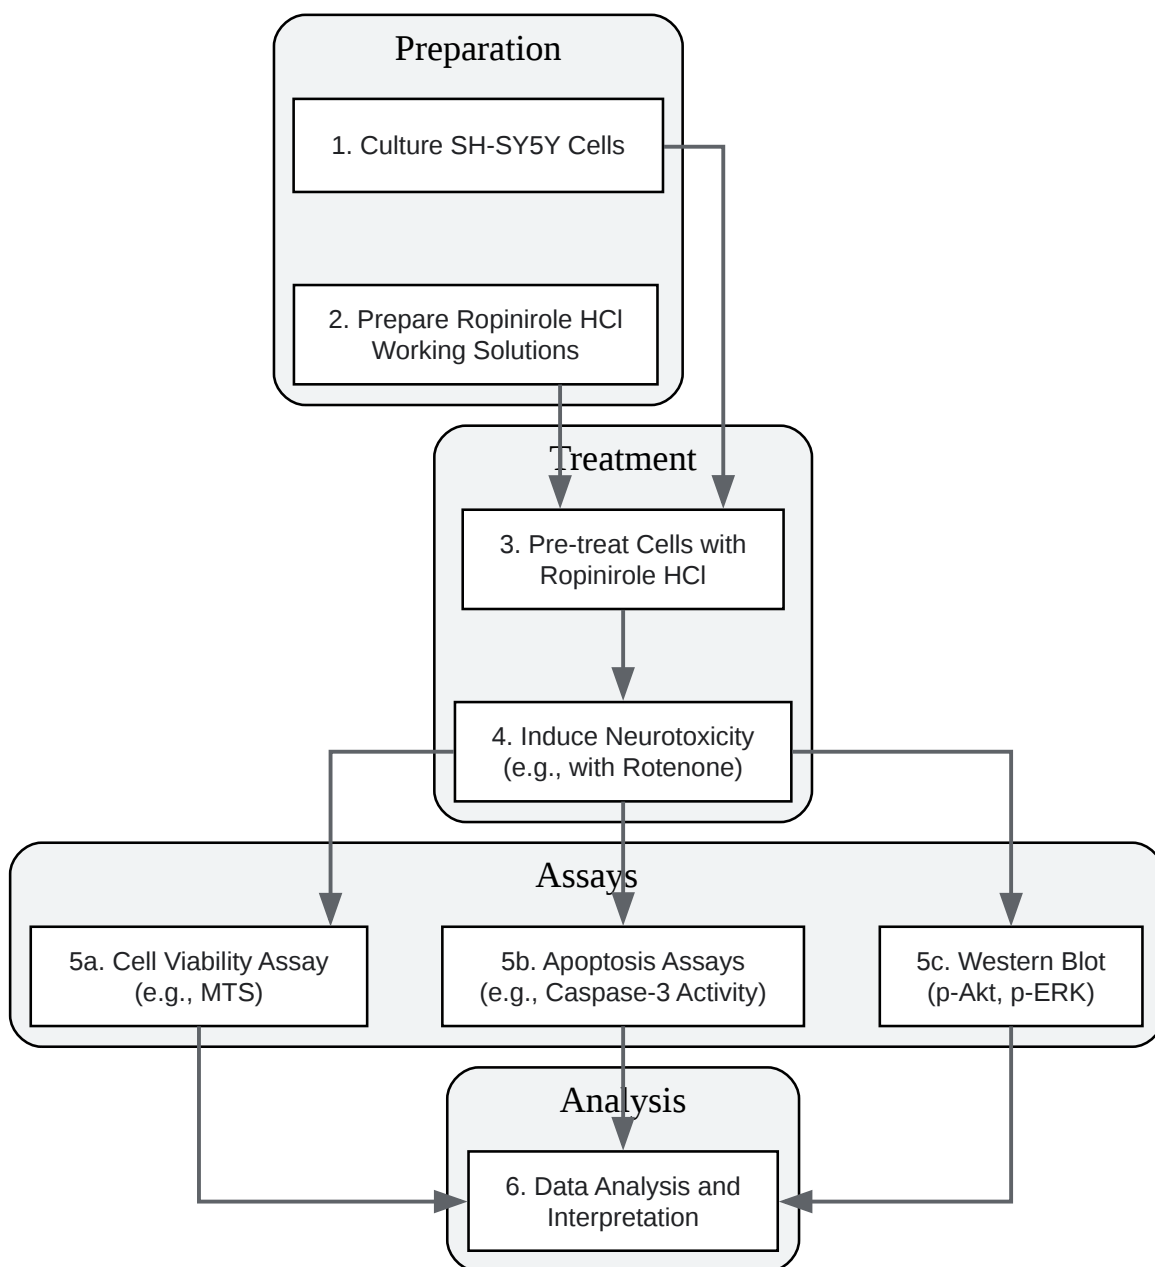 Preparation
1. Culture SH-SY5Y Cells
2. Prepare Ropinirole HCl
Working Solutions
Treatment
3. Pre-treat Cells with
Ropinirole HCl
4. Induce Neurotoxicity
(e.g., with Rotenone)
Assays
5a. Cell Viability Assay
(e.g., MTS)
5b. Apoptosis Assays
(e.g., Caspase-3 Activity)
5c. Western Blot
(p-Akt, p-ERK)
Analysis
6. Data Analysis and
Interpretation